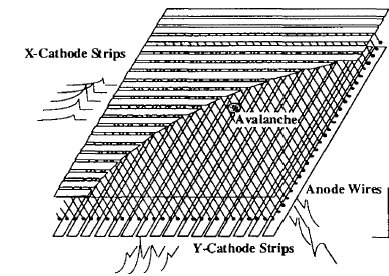 X-Cathode Strips
Avalanche
Anode Wires
Y-Cathode Strips